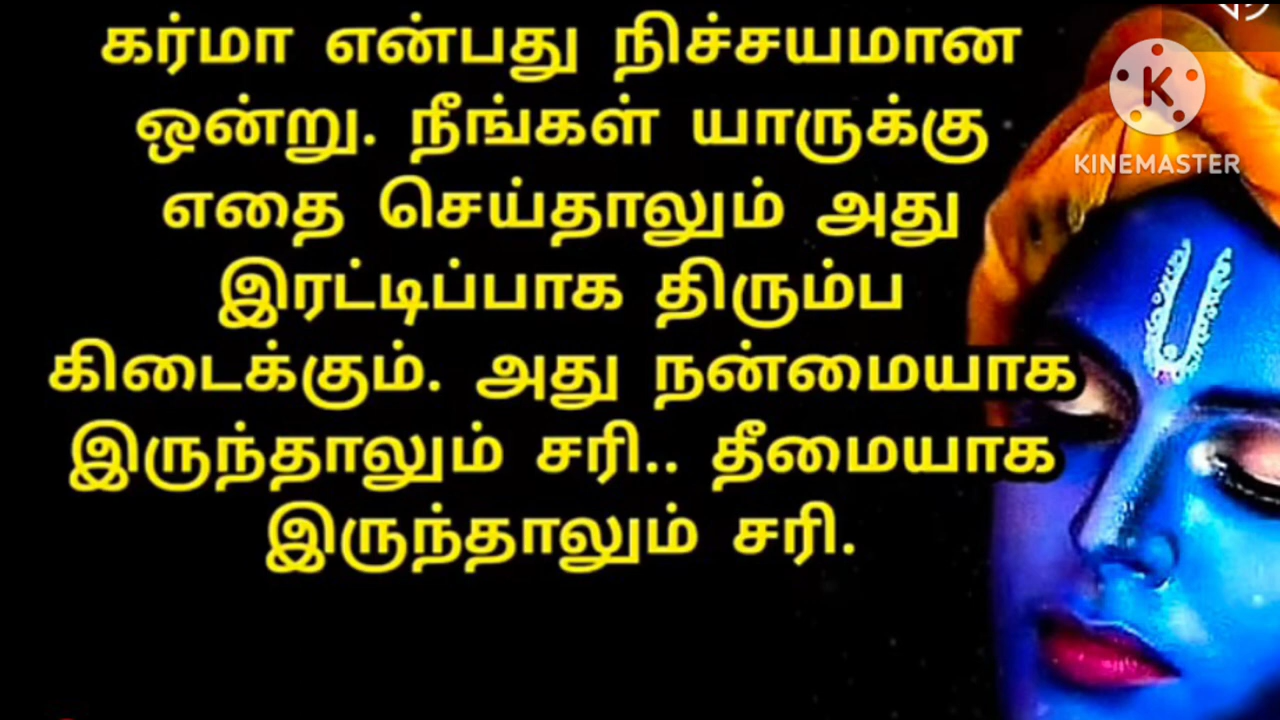 கர்மா என்பது நிச்சயமான
ஒன்று. நீங்கள் யாருக்கு
எதை செய்தாலும் அது
இரட்டிப்பாக திரும்ப
கிடைக்கும். அது நன்மையாக
இருந்தாலும் சரி.. தீமையாக
இருந்தாலும் சரி.
K
KINEMASTER